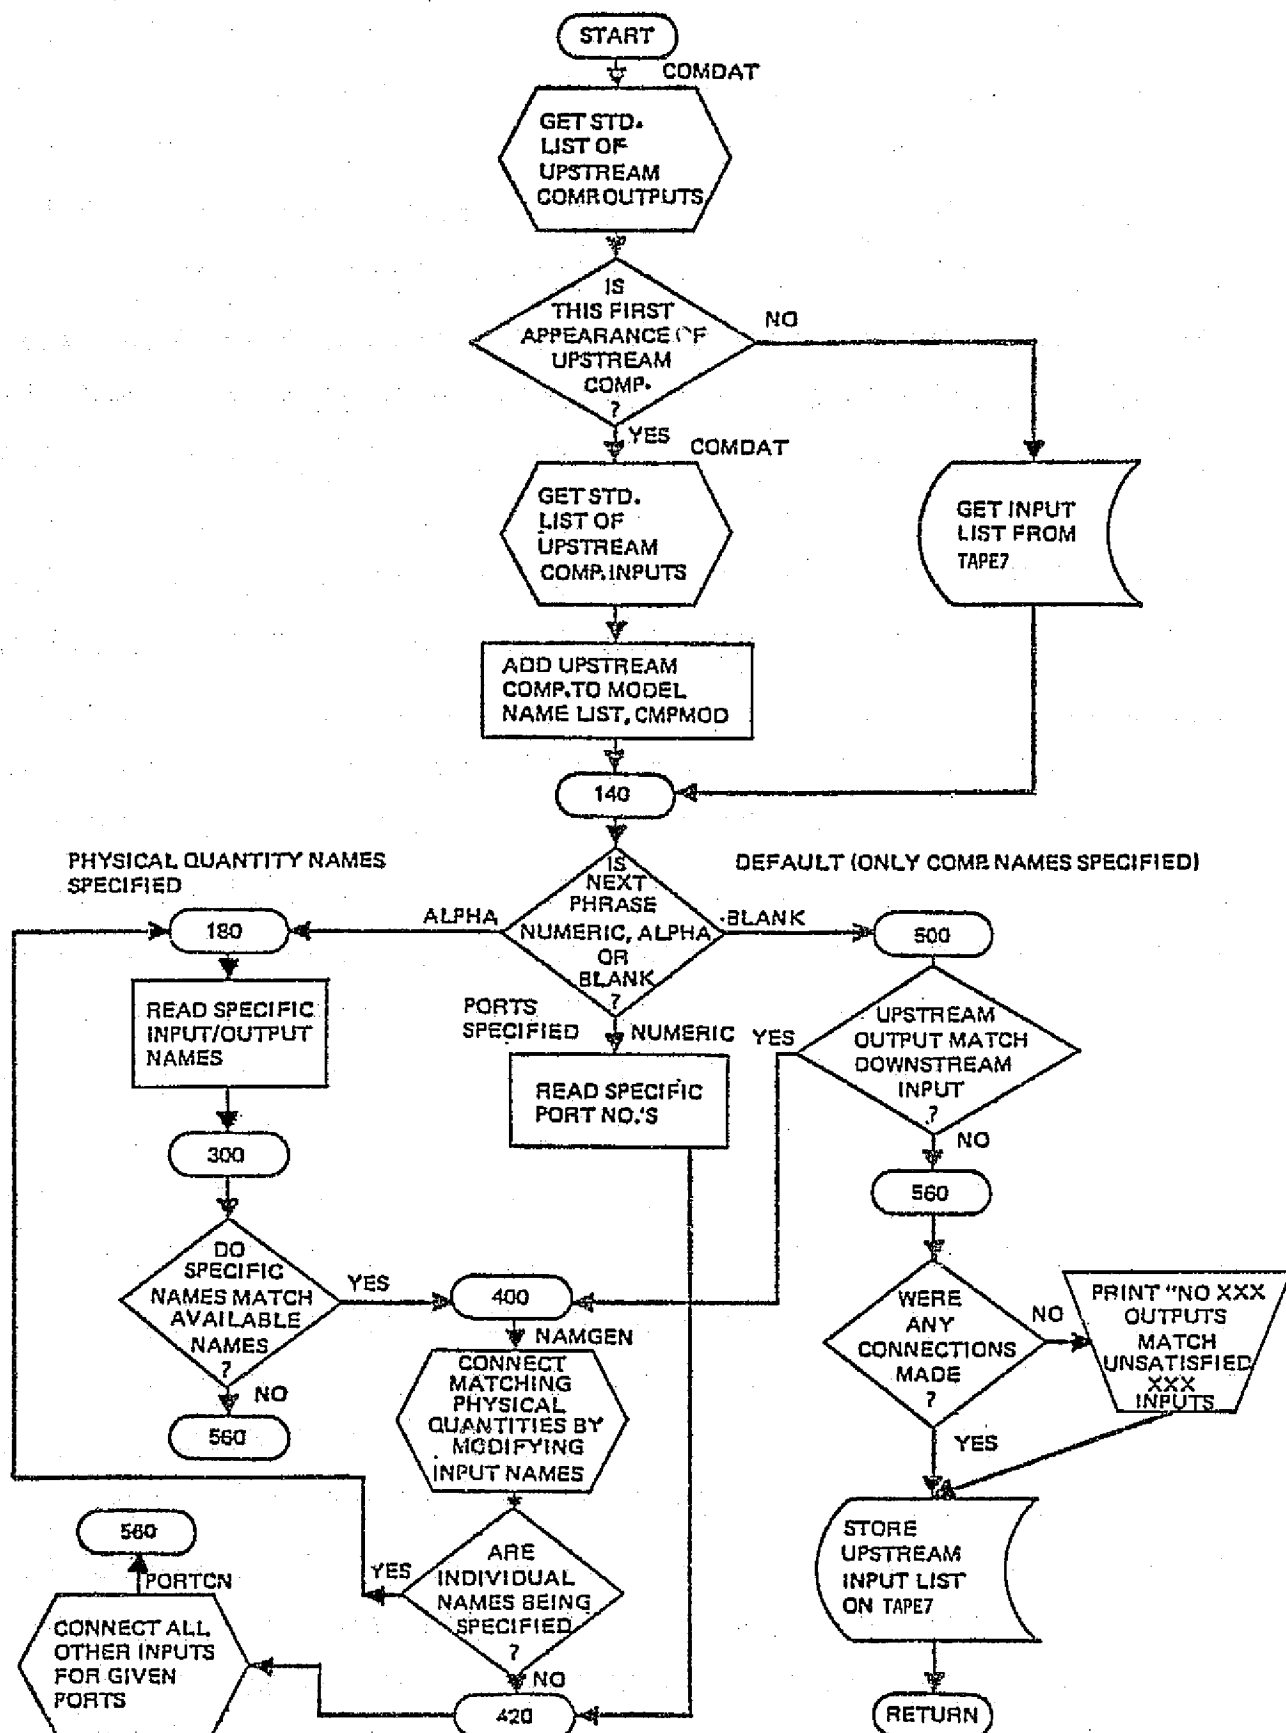 START
COMDAT
GET STD.
LIST OF
UPSTREAM
COMP. OUTPUTS
IS
THIS FIRST
APPEARANCE OF
UPSTREAM
COMP.
?
NO
YES
COMDAT
GET STD.
LIST OF
UPSTREAM
COMP. INPUTS
GET INPUT
LIST FROM
TAPE7
ADD UPSTREAM
COMP. TO MODEL
NAME LIST, CMPMOD
140
PHYSICAL QUANTITY NAMES
SPECIFIED
DEFAULT (ONLY COMP. NAMES SPECIFIED)
IS
NEXT
PHRASE
NUMERIC, ALPHA
OR
BLANK
?
ALPHA
BLANK
180
500
READ SPECIFIC
INPUT/OUTPUT
NAMES
PORTS
SPECIFIED
NUMERIC
YES
UPSTREAM
OUTPUT MATCH
DOWNSTREAM
INPUT
?
READ SPECIFIC
PORT NO.'S
NO
300
560
DO
SPECIFIC
NAMES MATCH
AVAILABLE
NAMES
?
YES
400
NO
560
NAMGEN
CONNECT
MATCHING
PHYSICAL
QUANTITIES BY
MODIFYING
INPUT NAMES
WERE
ANY
CONNECTIONS
MADE
?
NO
PRINT "NO XXX
OUTPUTS
MATCH
UNSATISFIED
XXX
INPUTS
YES
560
PORTCN
CONNECT ALL
OTHER INPUTS
FOR GIVEN
PORTS
YES
ARE
INDIVIDUAL
NAMES BEING
SPECIFIED
?
NO
420
STORE
UPSTREAM
INPUT LIST
ON TAPE7
RETURN